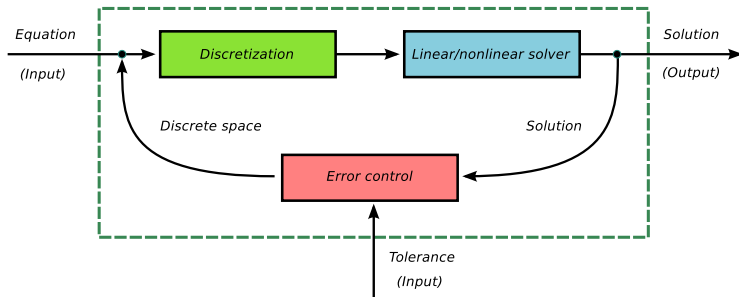 Equation
(Input)
Discretization
Linear/nonlinear solver
Solution
(Output)
Discrete space
Solution
Error control
Tolerance
(Input)